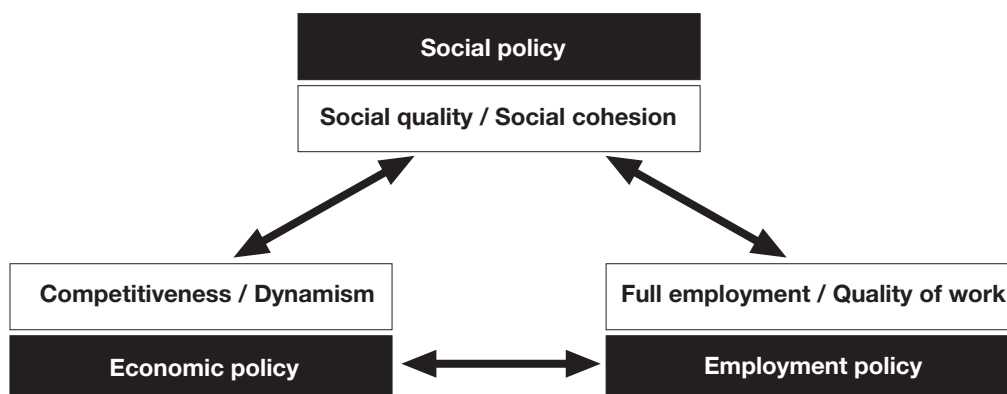 Social policy
Social quality / Social cohesion
Competitiveness / Dynamism
Full employment / Quality of work
Economic policy
Employment policy